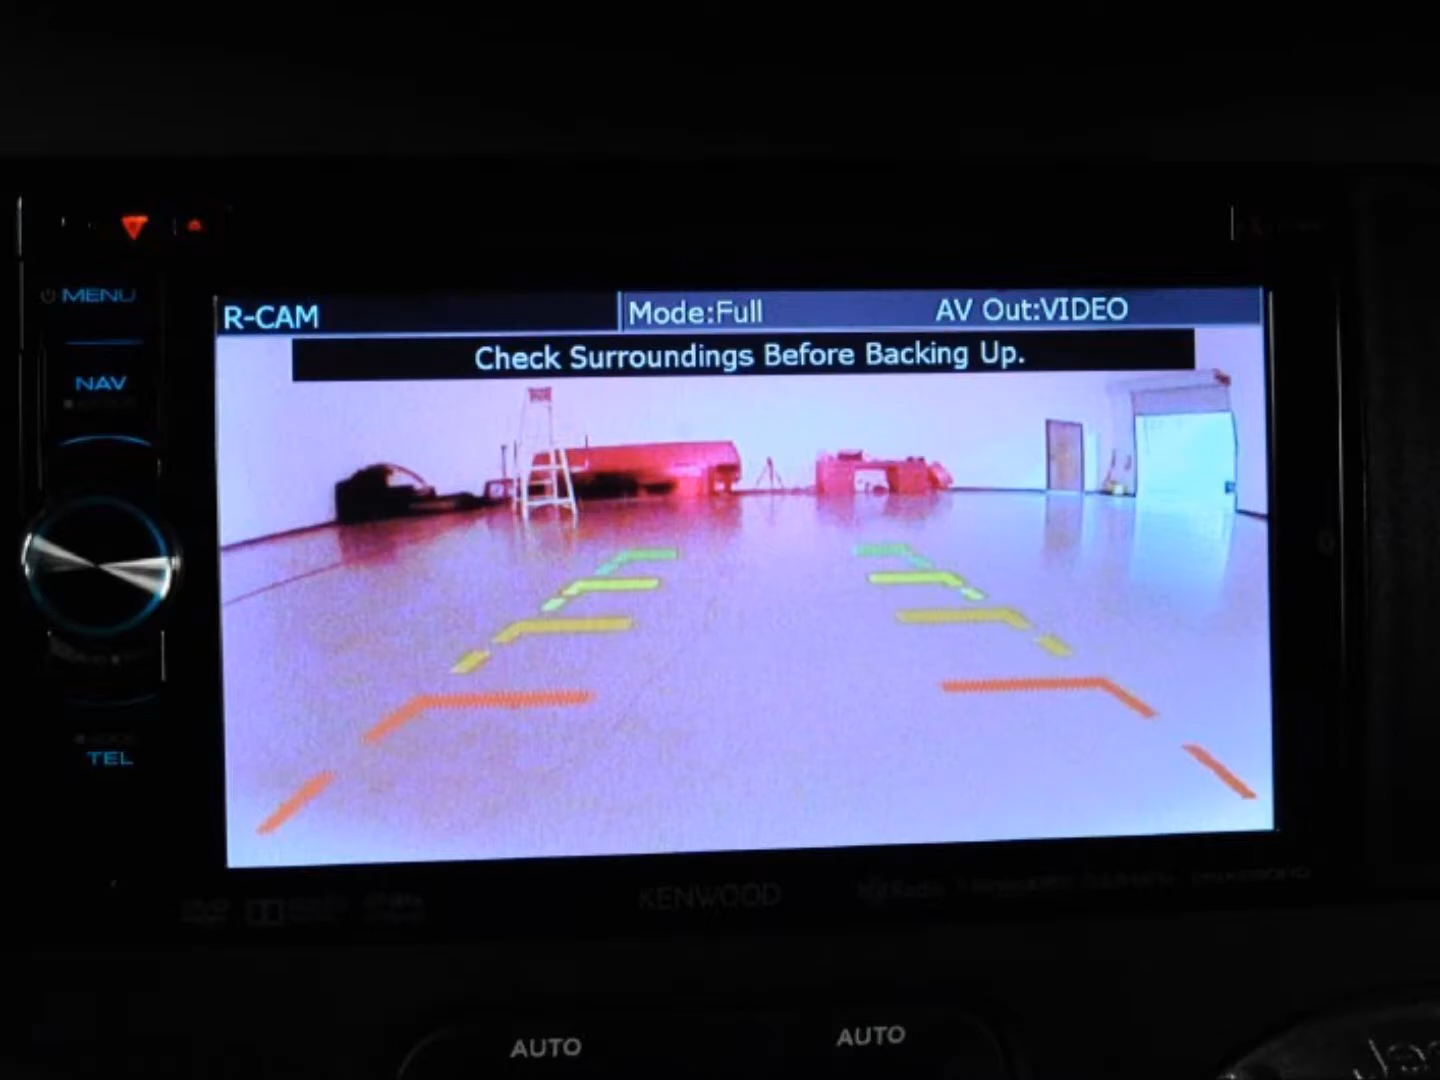 MENU
R-CAM
Mode:Full
AV Out:VIDEO
Check Surroundings Before Backing Up.
NAV
TEL
KENWOOD
AUTO
AUTO